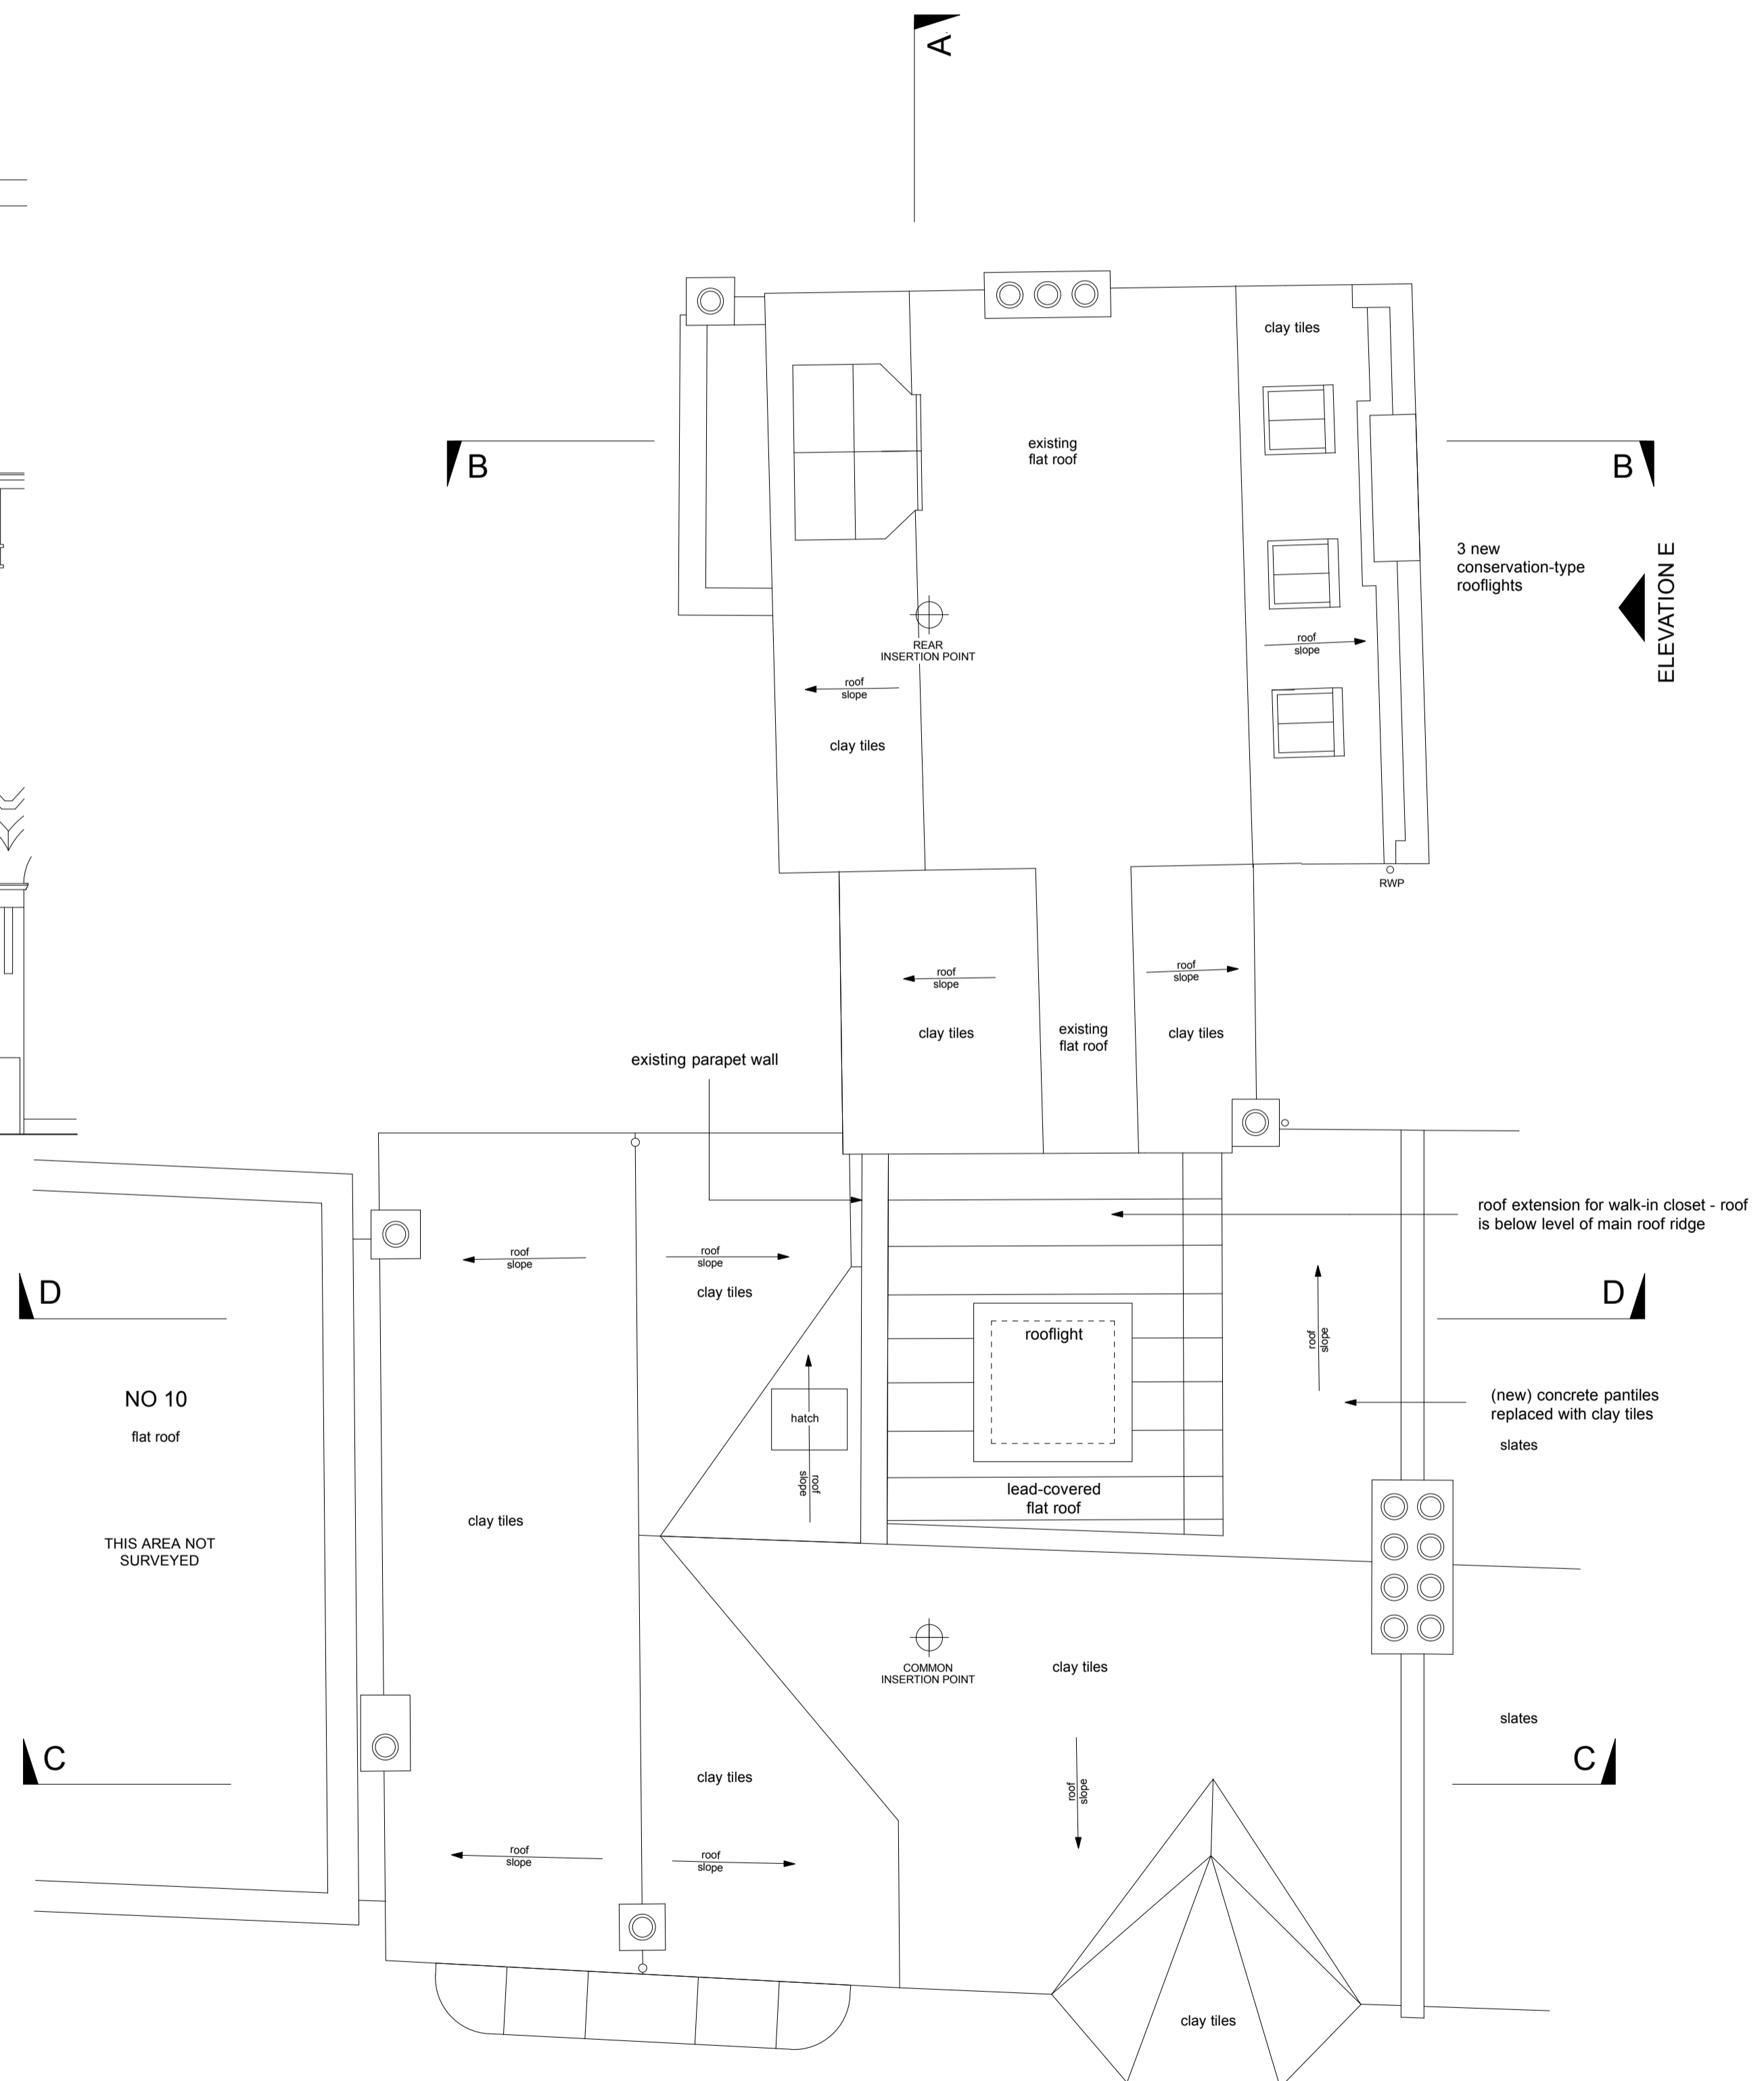 A
clay tiles
existing
flat roof
B
B
3 new
conservation-type
rooflights
ELEVATION E
REAR
INSERTION POINT
roof
slope
roof
slope
clay tiles
RWP
roof
slope
roof
slope
clay tiles
existing
flat roof
clay tiles
existing parapet wall
roof extension for walk-in closet - roof
is below level of main roof ridge
roof
slope
roof
slope
clay tiles
D
D
rooflight
roof
slope
NO 10
flat roof
hatch
(new) concrete pantiles
replaced with clay tiles
slates
roof
slope
lead-covered
flat roof
clay tiles
THIS AREA NOT
SURVEYED
COMMON
INSERTION POINT
clay tiles
slates
C
C
clay tiles
roof
slope
roof
slope
roof
slope
clay tiles